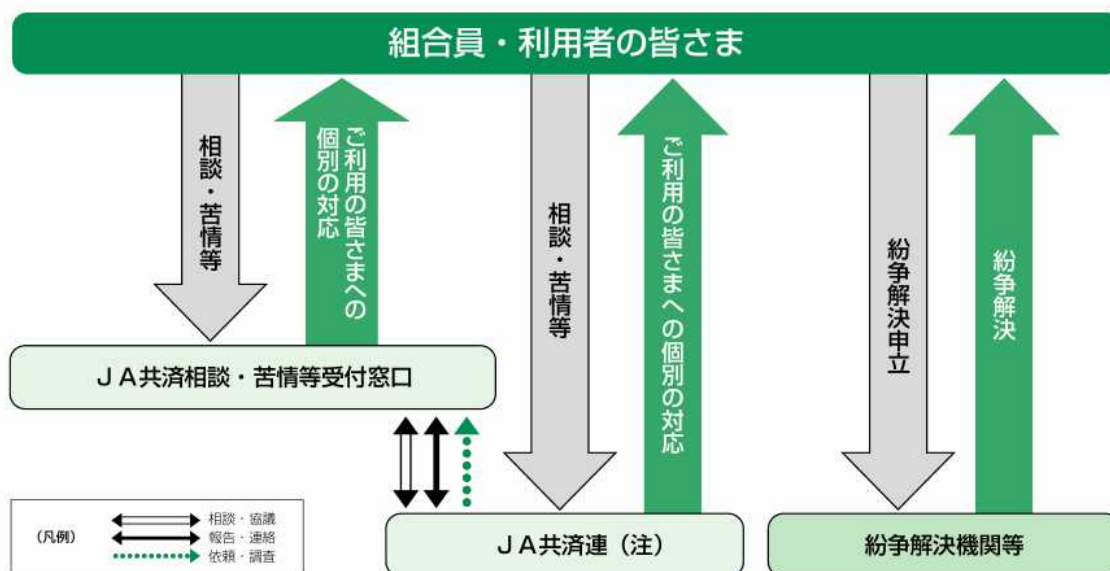 組合員・利用者の皆さま
相談・苦情等
ご利用の皆さまへの
個別の対応
相談・苦情等
ご利用の皆さまへの個別の対応
紛争解決申立
紛争解決
ＪＡ共済相談・苦情等受付窓口
(凡例)
相談・協議
報告・連絡
依頼・調査
ＪＡ共済連（注）
紛争解決機関等